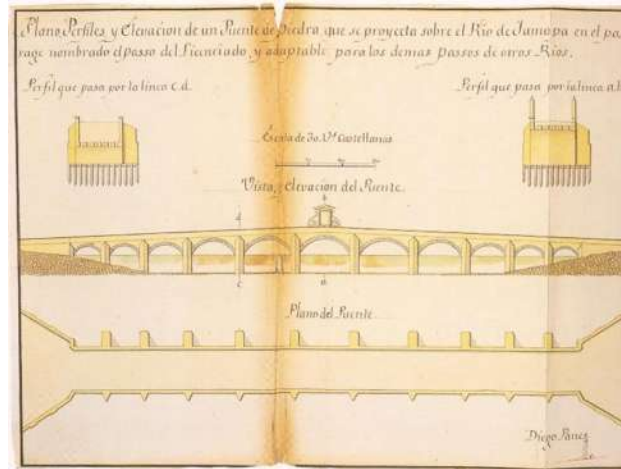 Plano, Perfiles, y Elevacion de un Puente de piedra, que se proyecta sobre el Rio de Jamapa en el pa-
rage nombrado el passo del Licenciado, y adaptable para los demas passos de otros Rios.
Perfil que pasa por la linea c.d.
Perfil que pasa por la linea a.b
Escala de 30. V.s Castellanas
Vista, y Elevacion del Puente.
d
b
c
a
Plano del Puente.
Diego Panes